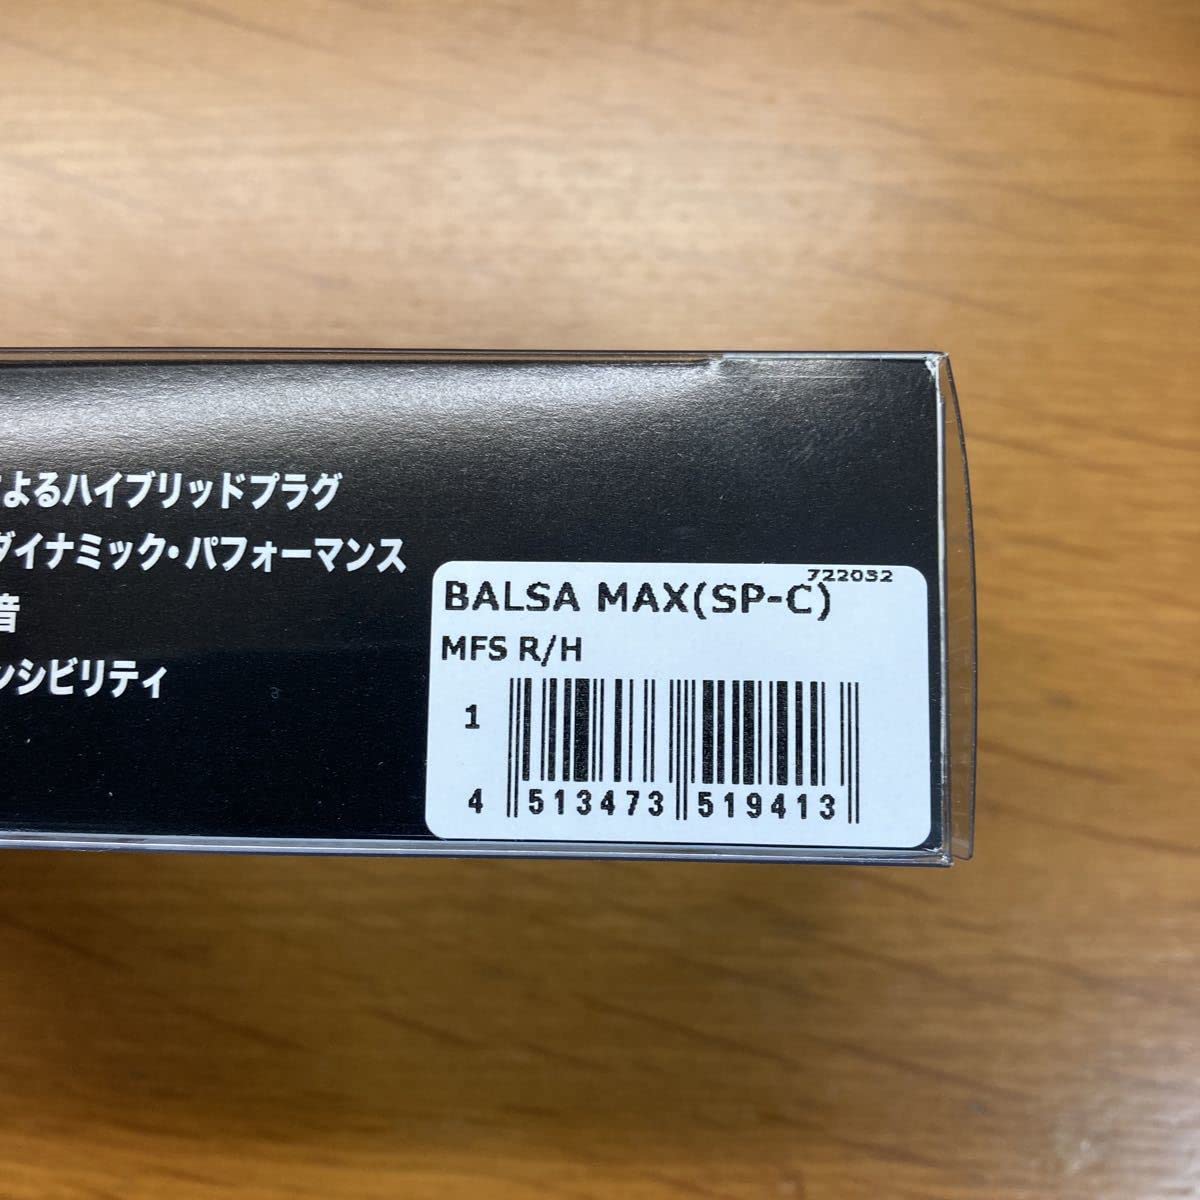 よるハイブリッドプラグ
ダイナミック・パフォーマンス
音
ンシビリティ
722032
BALSA MAX(SP-C)
MFS R/H
1
4 513473 519413